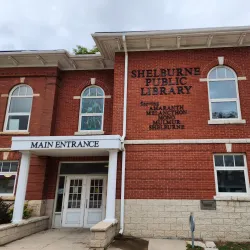 SHELBURNE
PUBLIC
LIBRARY
Serving
AMARANTH
MELANCTHON
MONO
MULMUR
SHELBURNE
MAIN ENTRANCE